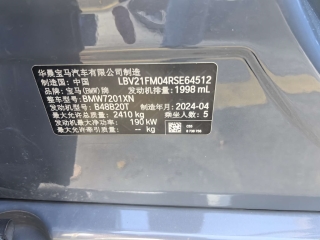 华晨宝马汽车有限公司制造
制造国: 中国 LBV21FM04RSE64512
品牌: 宝马(BMW)牌 发动机排量: 1998 mL
整车型号: BMW7201XN
发动机型号: B48B20T 制造年月: 2024-04
最大允许总质量: 2410 kg 乘坐人数: 5
发动机最大净功率: 190 kW
最大允许牵引质量: -- kg